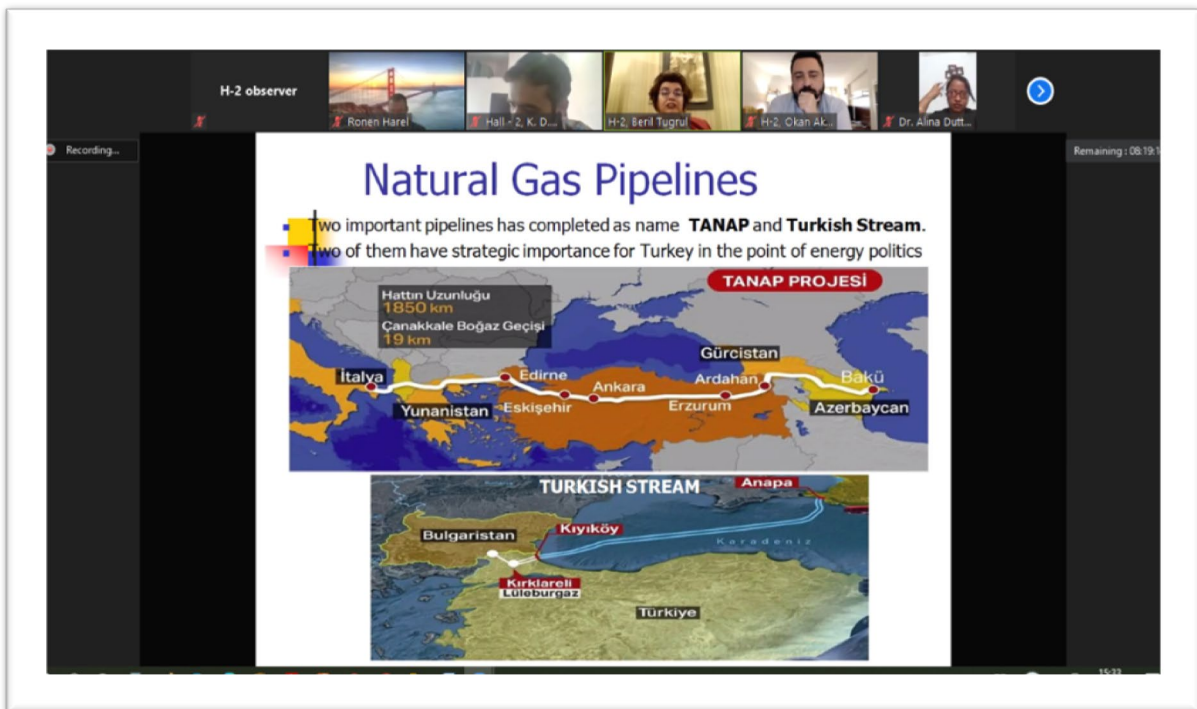 H-2 observer
Ronen Harel
Hall - 2, K. D....
H-2, Beril Tugrul
H-2, Okan Ak...
Dr. Alina Dutt...
Recording...
Remaining : 08:19:1
Natural Gas Pipelines
Two important pipelines has completed as name TANAP and Turkish Stream.
Two of them have strategic importance for Turkey in the point of energy politics
TANAP PROJESİ
Hattın Uzunluğu
1850 km
Çanakkale Boğaz Geçişi
19 km
Gürcistan
İtalya
Edirne
Ankara
Ardahan
Bakü
Yunanistan
Eskişehir
Erzurum
Azerbaycan
TURKISH STREAM
Anapa
Bulgaristan
Kıyıköy
Karadeniz
Kırklareli
Lüleburgaz
Türkiye